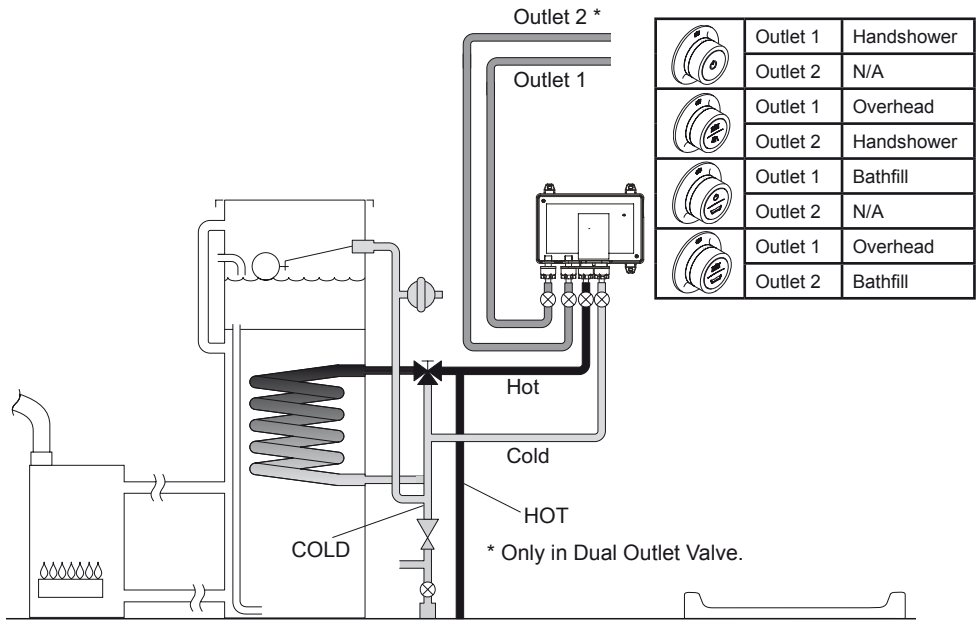 Outlet 2 *
Outlet 1
Outlet 1 Handshower
Outlet 2 N/A
Outlet 1 Overhead
Outlet 2 Handshower
Outlet 1 Bathfill
Outlet 2 N/A
Outlet 1 Overhead
Outlet 2 Bathfill
Hot
Cold
HOT
COLD
* Only in Dual Outlet Valve.